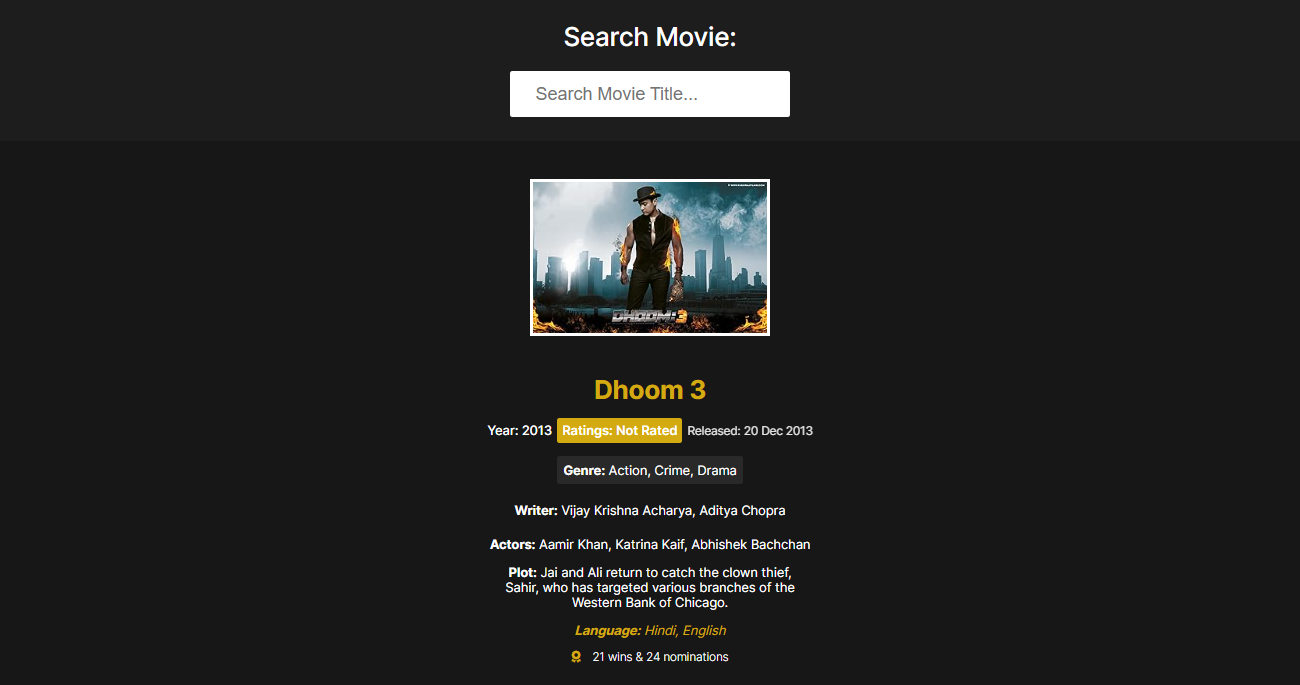 Search Movie:
Search Movie Title...
DHOOM:3
Dhoom 3
Year: 2013 Ratings: Not Rated Released: 20 Dec 2013
Genre: Action, Crime, Drama
Writer: Vijay Krishna Acharya, Aditya Chopra
Actors: Aamir Khan, Katrina Kaif, Abhishek Bachchan
Plot: Jai and Ali return to catch the clown thief,
Sahir, who has targeted various branches of the
Western Bank of Chicago.
Language: Hindi, English
21 wins & 24 nominations